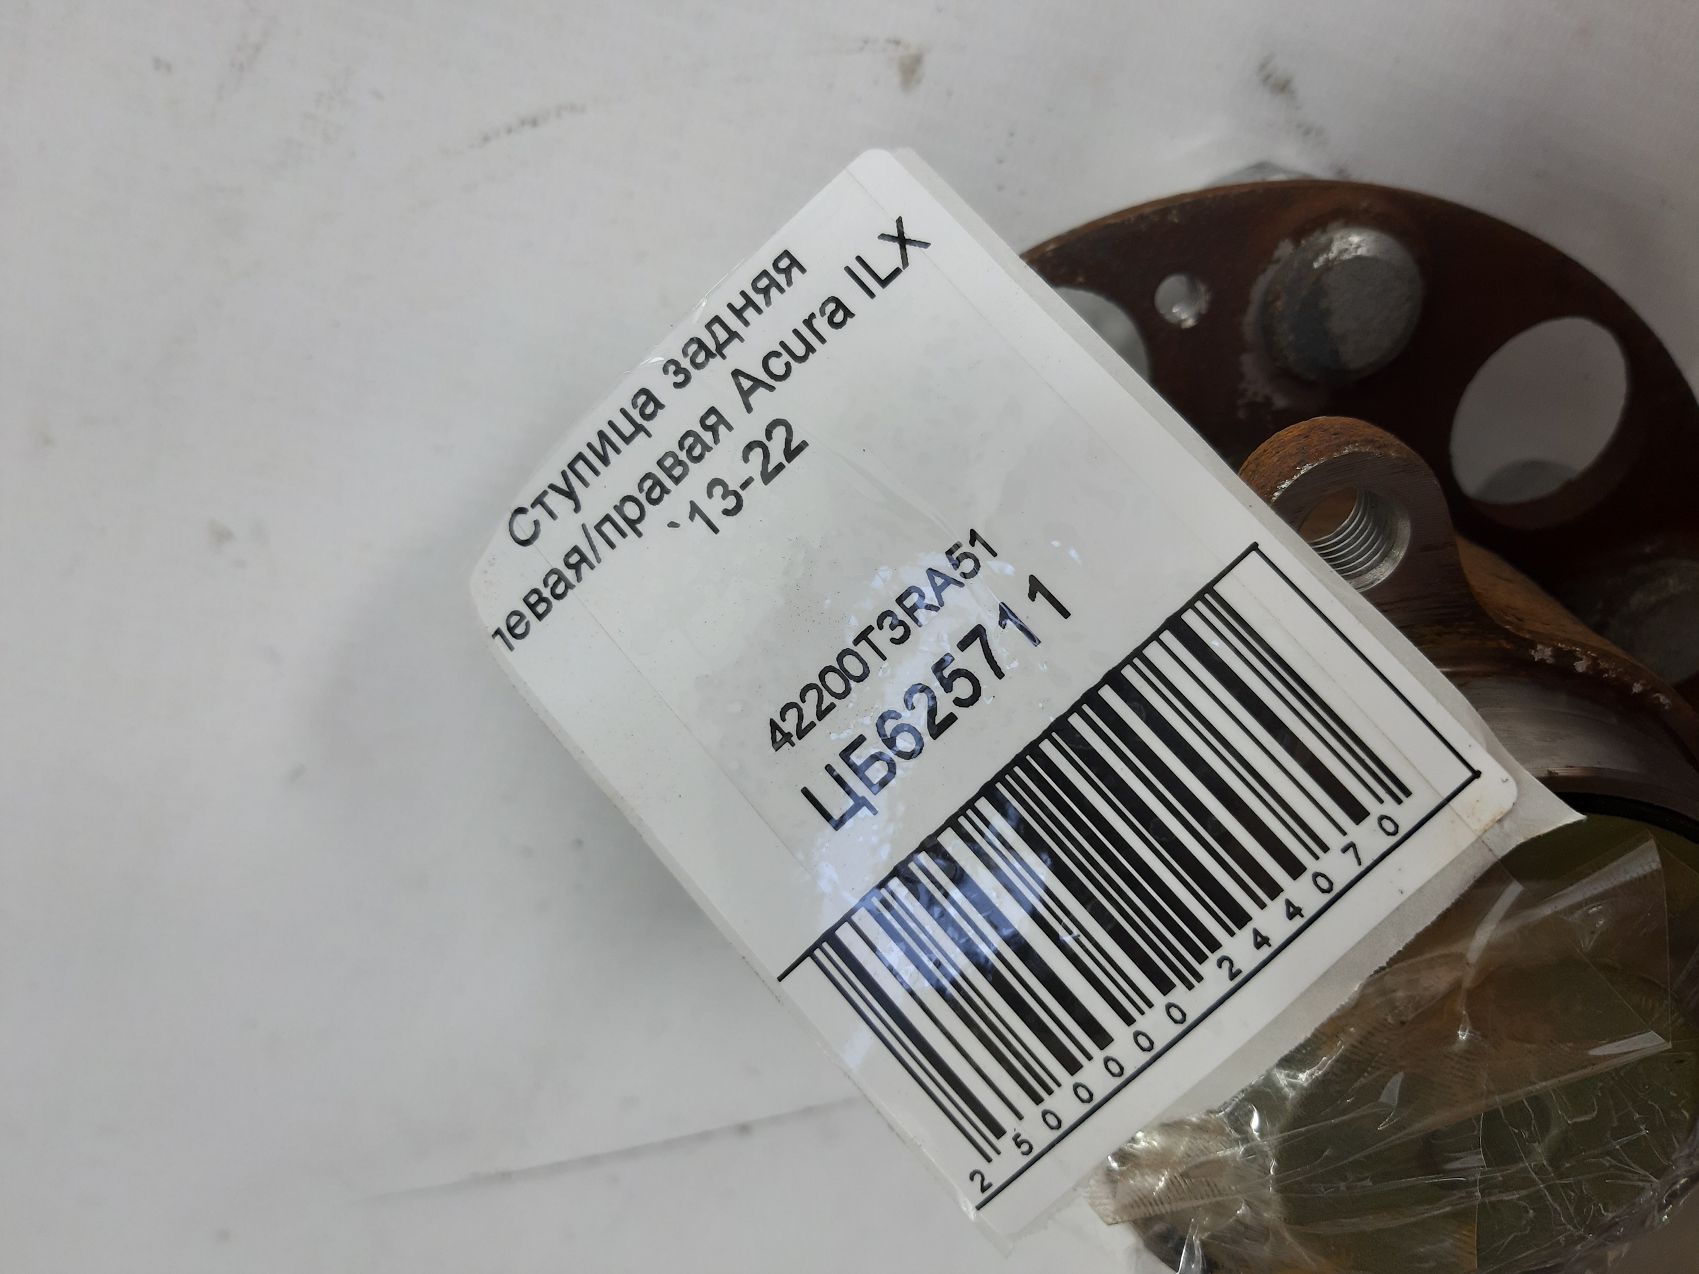 Ступица задняя
левая/правая Acura ILX
`13-22
42200T3RA51
ЦБ625711
2500000244070